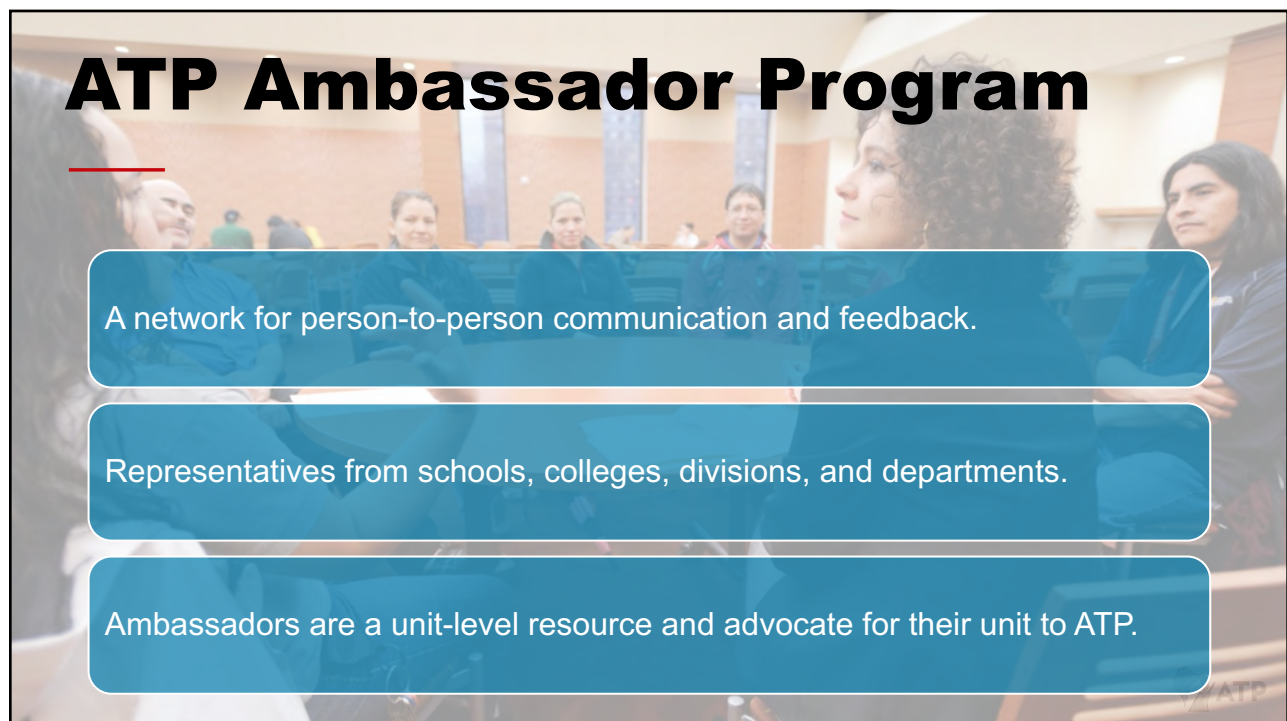 ATP Ambassador Program
A network for person-to-person communication and feedback.
Representatives from schools, colleges, divisions, and departments.
Ambassadors are a unit-level resource and advocate for their unit to ATP.
ATP